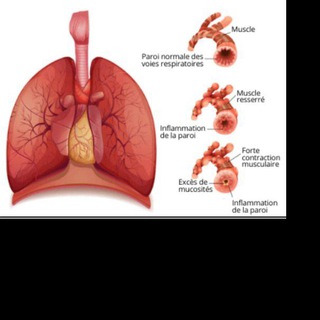 Muscle
Paroi normale des
voies respiratoires
Muscle
resserré
Inflammation
de la paroi
Forte
contraction
musculaire
Excès de
mucosités
Inflammation
de la paroi